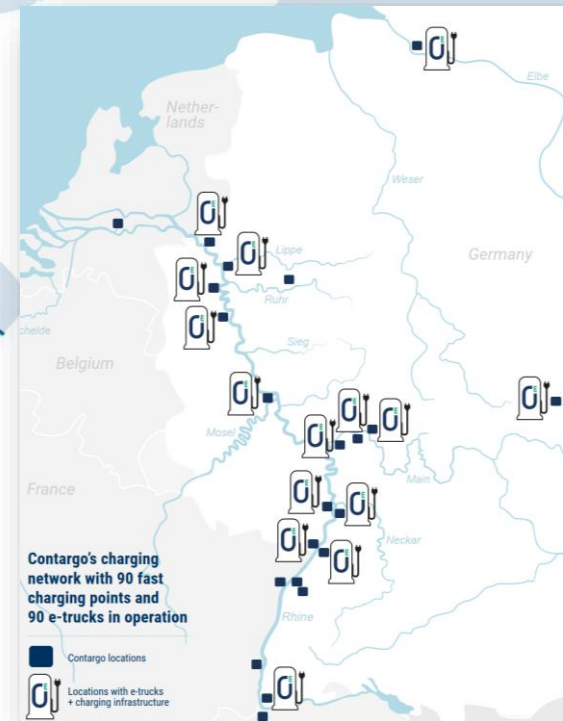 Elbe
Nether-
lands
Weser
Germany
Lippe
Ruhr
chelde
Sieg
Belgium
Mosel
Main
France
Neckar
Contargo's charging
network with 90 fast
charging points and
90 e-trucks in operation
Rhine
Contargo locations
Locations with e-trucks
+ charging infrastructure